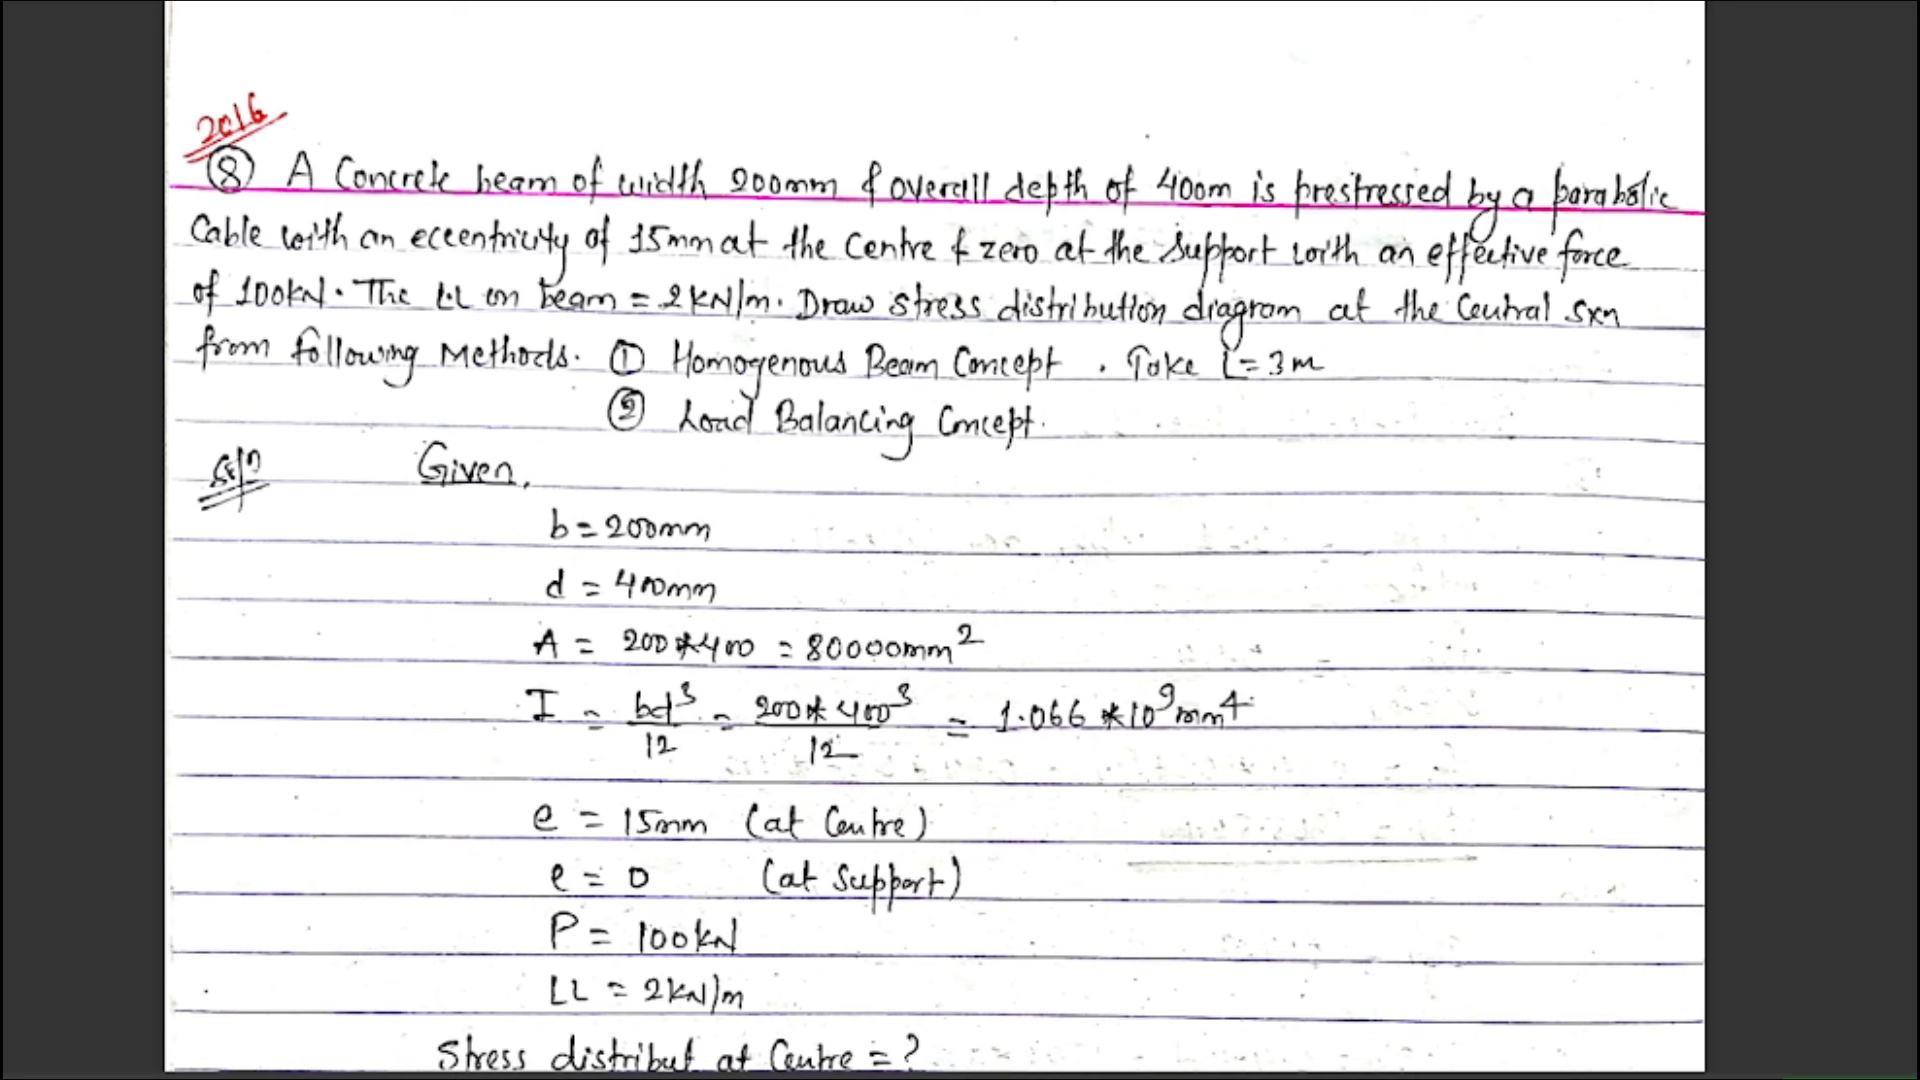 2016
⑧ A Concrete beam of width 200mm & overall depth of 400m is prestressed by a parabolic
Cable with an eccentricity of 15mm at the Centre & zero at the support with an effective force
of 100kN. The L.L on beam = 2kN/m. Draw stress distribution diagram at the Central sxn
from following Methods. ① Homogenous Beam Concept. Take L=3m
② Load Balancing Concept.
Sol^n Given,
b = 200mm
d = 400mm
A = 200*400 = 80000mm²
I = bd³/12 = 200*400³/12 = 1.066*10⁹mm⁴
e = 15mm (at Centre)
e = 0 (at Support)
P = 100kN
LL = 2kN/m
Stress distribut at Centre = ?